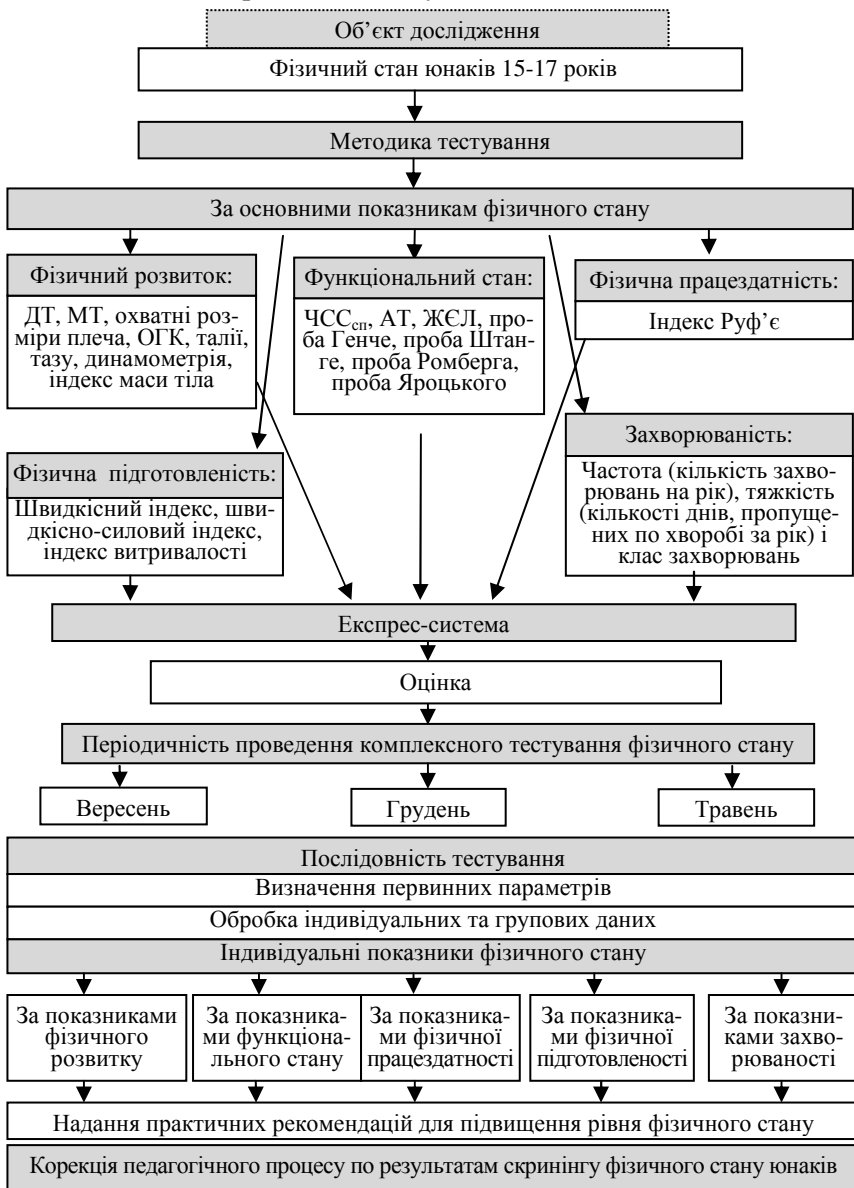 Об’єкт дослідження
Фізичний стан юнаків 15-17 років
Методика тестування
За основними показникам фізичного стану
Фізичний розвиток:
ДТ, МТ, охватні роз-
міри плеча, ОГК, талії,
тазу, динамометрія,
індекс маси тіла
Функціональний стан:
ЧСС_сп, АТ, ЖЄЛ, про-
ба Генче, проба Штан-
ге, проба Ромберга,
проба Яроцького
Фізична працездатність:
Індекс Руф’є
Фізична підготовленість:
Швидкісний індекс, шви-
дкісно-силовий індекс,
індекс витривалості
Захворюваність:
Частота (кількість захво-
рювань на рік), тяжкість
(кількості днів, пропуще-
них по хворобі за рік) і
клас захворювань
Експрес-система
Оцінка
Періодичність проведення комплексного тестування фізичного стану
Вересень
Грудень
Травень
Послідовність тестування
Визначення первинних параметрів
Обробка індивідуальних та групових даних
Індивідуальні показники фізичного стану
За показниками
фізичного
розвитку
За показника-
ми функціо-
нального стану
За показника-
ми фізичної
працездатності
За показника-
ми фізичної
підготовленості
За показни-
ками захво-
рюваності
Надання практичних рекомендацій для підвищення рівня фізичного стану
Корекція педагогічного процесу по результатам скринінгу фізичного стану юнаків